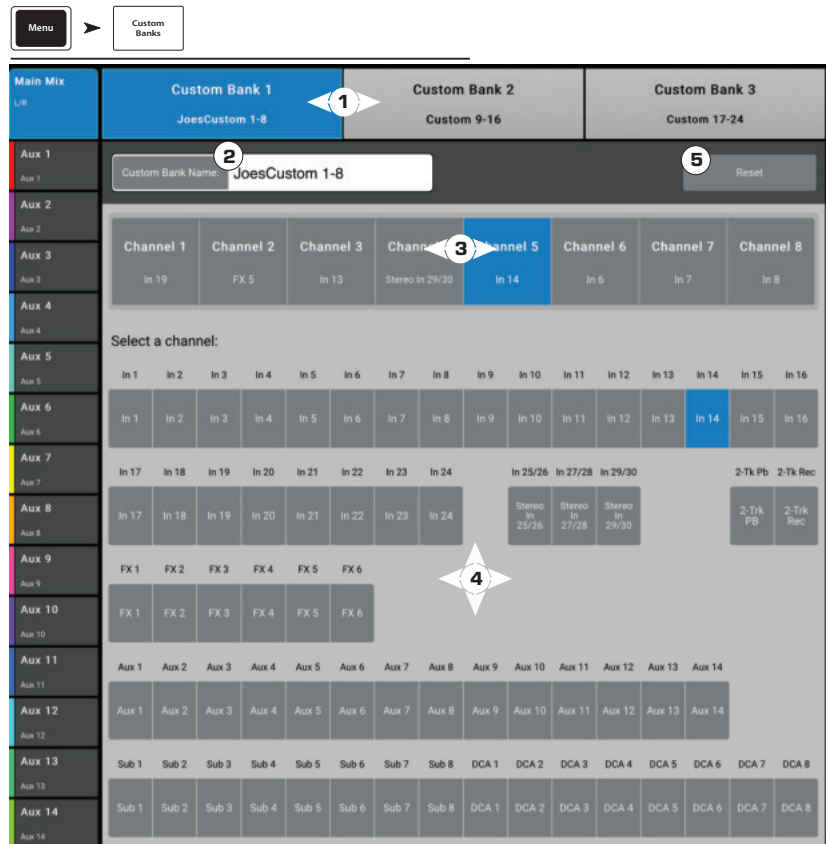 Menu
Custom
Banks
Main Mix
L/R
Custom Bank 1
JoesCustom 1-8
1
Custom Bank 2
Custom 9-16
Custom Bank 3
Custom 17-24
Aux 1
Aux 1
Aux 2
Aux 2
Aux 3
Aux 3
Aux 4
Aux 4
Aux 5
Aux 5
Aux 6
Aux 6
Aux 7
Aux 7
Aux 8
Aux 8
Aux 9
Aux 9
Aux 10
Aux 10
Aux 11
Aux 11
Aux 12
Aux 12
Aux 13
Aux 13
Aux 14
Aux 14
2
Custom Bank Name: JoesCustom 1-8
5
Reset
Channel 1 Channel 2 Channel 3 3 Channel 5 Channel 6 Channel 7 Channel 8
In 19 FX 5 In 13 Stereo In 29/30 In 14 In 6 In 7 In 8
Select a channel:
In 1 In 2 In 3 In 4 In 5 In 6 In 7 In 8 In 9 In 10 In 11 In 12 In 13 In 14 In 15 In 16
In 1 In 2 In 3 In 4 In 5 In 6 In 7 In 8 In 9 In 10 In 11 In 12 In 13 In 14 In 15 In 16
In 17 In 18 In 19 In 20 In 21 In 22 In 23 In 24 In 25/26 In 27/28 In 29/30 2-Tk Pb 2-Tk Rec
In 17 In 18 In 19 In 20 In 21 In 22 In 23 In 24
Stereo
In
25/26
Stereo
In
27/28
Stereo
In
29/30
2-Trk
PB
2-Trk
Rec
FX 1 FX 2 FX 3 FX 4 FX 5 FX 6
4
FX 1 FX 2 FX 3 FX 4 FX 5 FX 6
Aux 1 Aux 2 Aux 3 Aux 4 Aux 5 Aux 6 Aux 7 Aux 8 Aux 9 Aux 10 Aux 11 Aux 12 Aux 13 Aux 14
Aux 1 Aux 2 Aux 3 Aux 4 Aux 5 Aux 6 Aux 7 Aux 8 Aux 9 Aux 10 Aux 11 Aux 12 Aux 13 Aux 14
Sub 1 Sub 2 Sub 3 Sub 4 Sub 5 Sub 6 Sub 7 Sub 8 DCA 1 DCA 2 DCA 3 DCA 4 DCA 5 DCA 6 DCA 7 DCA 8
Sub 1 Sub 2 Sub 3 Sub 4 Sub 5 Sub 6 Sub 7 Sub 8 DCA 1 DCA 2 DCA 3 DCA 4 DCA 5 DCA 6 DCA 7 DCA 8